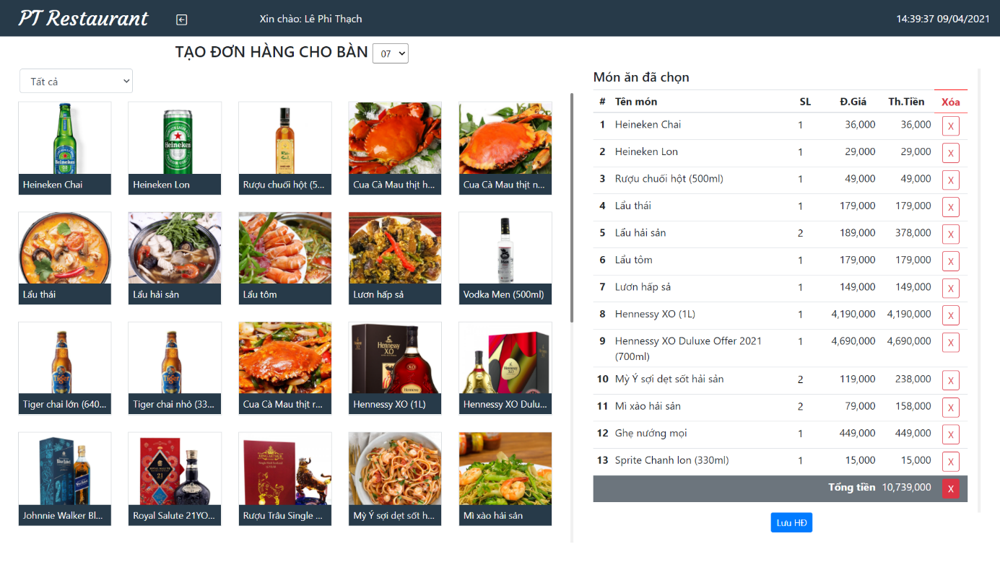 PT Restaurant
Xin chào: Lê Phi Thạch
14:39:37 09/04/2021
TẠO ĐƠN HÀNG CHO BÀN 07
Tất cả
Heineken Chai
Heineken Lon
Rượu chuối hột (5...
Cua Cà Mau thịt h...
Cua Cà Mau thịt n...
Lẩu thái
Lẩu hải sản
Lẩu tôm
Lươn hấp sả
Vodka Men (500ml)
Tiger chai lớn (640...
Tiger chai nhỏ (33...
Cua Cà Mau thịt r...
Hennessy XO (1L)
Hennessy XO Dulu...
Johnnie Walker Bl...
Royal Salute 21YO...
Rượu Trâu Single ...
Mỳ Ý sợi dẹt sốt h...
Mì xào hải sản
Món ăn đã chọn
# Tên món SL Đ.Giá Th.Tiền Xóa
1 Heineken Chai 1 36,000 36,000 X
2 Heineken Lon 1 29,000 29,000 X
3 Rượu chuối hột (500ml) 1 49,000 49,000 X
4 Lẩu thái 1 179,000 179,000 X
5 Lẩu hải sản 2 189,000 378,000 X
6 Lẩu tôm 1 179,000 179,000 X
7 Lươn hấp sả 1 149,000 149,000 X
8 Hennessy XO (1L) 1 4,190,000 4,190,000 X
9 Hennessy XO Duluxe Offer 2021 1 4,690,000 4,690,000 X
(700ml)
10 Mỳ Ý sợi dẹt sốt hải sản 2 119,000 238,000 X
11 Mì xào hải sản 2 79,000 158,000 X
12 Ghẹ nướng mọi 1 449,000 449,000 X
13 Sprite Chanh lon (330ml) 1 15,000 15,000 X
Tổng tiền 10,739,000 X
Lưu HĐ